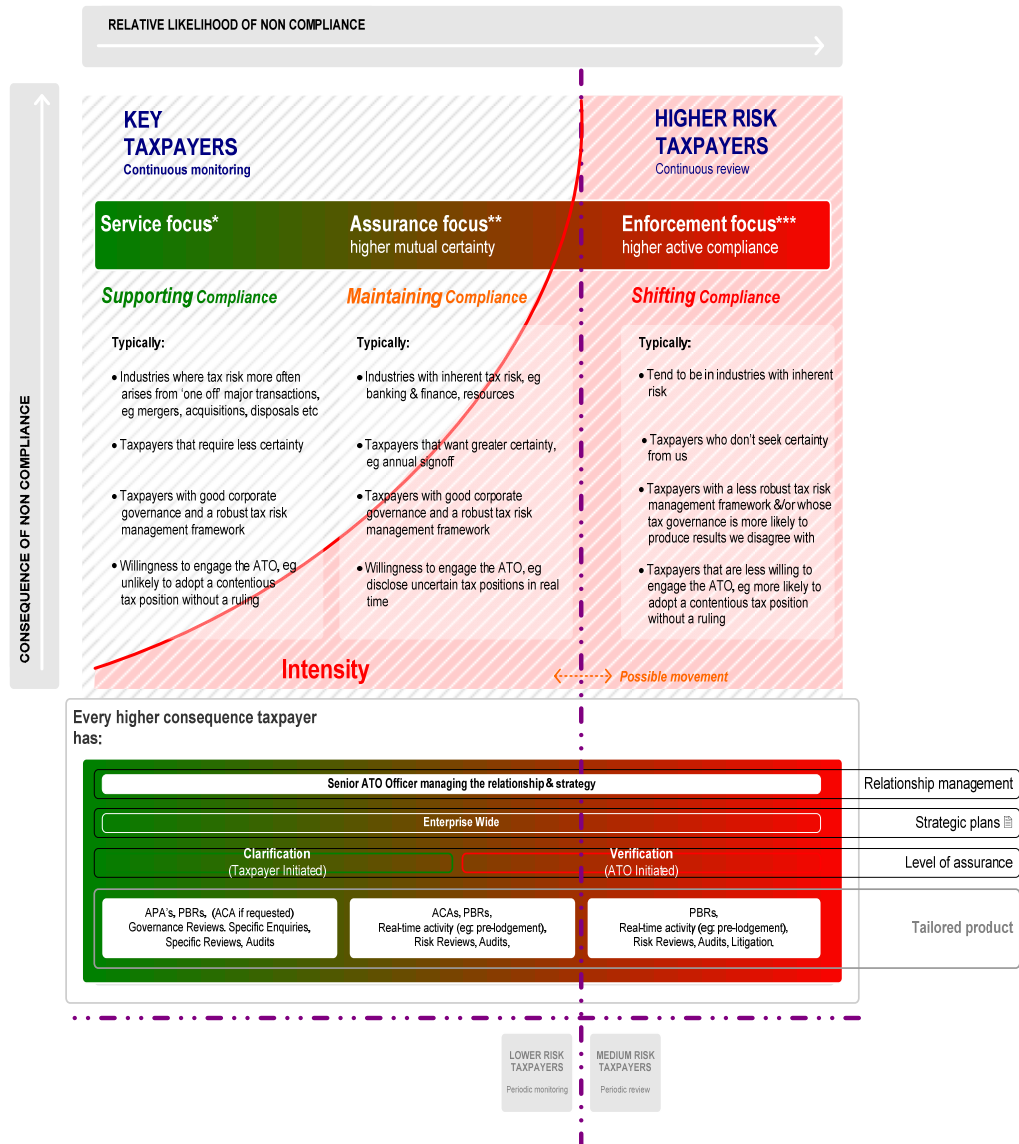 RELATIVE LIKELIHOOD OF NON COMPLIANCE
CONSEQUENCE OF NON COMPLIANCE
KEY
TAXPAYERS
Continuous monitoring
HIGHER RISK
TAXPAYERS
Continuous review
Service focus*
Assurance focus**
higher mutual certainty
Enforcement focus***
higher active compliance
Supporting Compliance
Typically:
• Industries where tax risk more often
arises from ‘one off’ major transactions,
eg mergers, acquisitions, disposals etc
• Taxpayers that require less certainty
• Taxpayers with good corporate
governance and a robust tax risk
management framework
• Willingness to engage the ATO, eg
unlikely to adopt a contentious
tax position without a ruling
Maintaining Compliance
Typically:
• Industries with inherent tax risk, eg
banking & finance, resources
• Taxpayers that want greater certainty,
eg annual signoff
• Taxpayers with good corporate
governance and a robust tax risk
management framework
• Willingness to engage the ATO, eg
disclose uncertain tax positions in real
time
Shifting Compliance
Typically:
• Tend to be in industries with inherent
risk
• Taxpayers who don’t seek certainty
from us
• Taxpayers with a less robust tax risk
management framework &/or whose
tax governance is more likely to
produce results we disagree with
• Taxpayers that are less willing to
engage the ATO, eg more likely to
adopt a contentious tax position
without a ruling
Intensity
Possible movement
Every higher consequence taxpayer
has:
Senior ATO Officer managing the relationship & strategy
Relationship management
Enterprise Wide
Strategic plans
Clarification
(Taxpayer Initiated)
Verification
(ATO Initiated)
Level of assurance
APA’s, PBRs, (ACA if requested)
Governance Reviews. Specific Enquiries,
Specific Reviews, Audits
ACAs, PBRs,
Real-time activity (eg: pre-lodgement),
Risk Reviews, Audits,
PBRs,
Real-time activity (eg: pre-lodgement),
Risk Reviews, Audits, Litigation.
Tailored product
LOWER RISK
TAXPAYERS
Periodic monitoring
MEDIUM RISK
TAXPAYERS
Periodic review